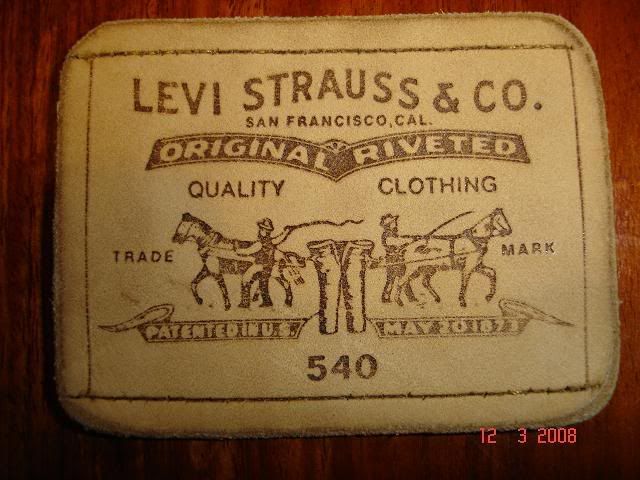 LEVI STRAUSS & CO.
SAN FRANCISCO, CAL.
ORIGINAL RIVETED
QUALITY CLOTHING
TRADE MARK
PATENTED IN U.S. MAY 20 1873
540
12 3 2008